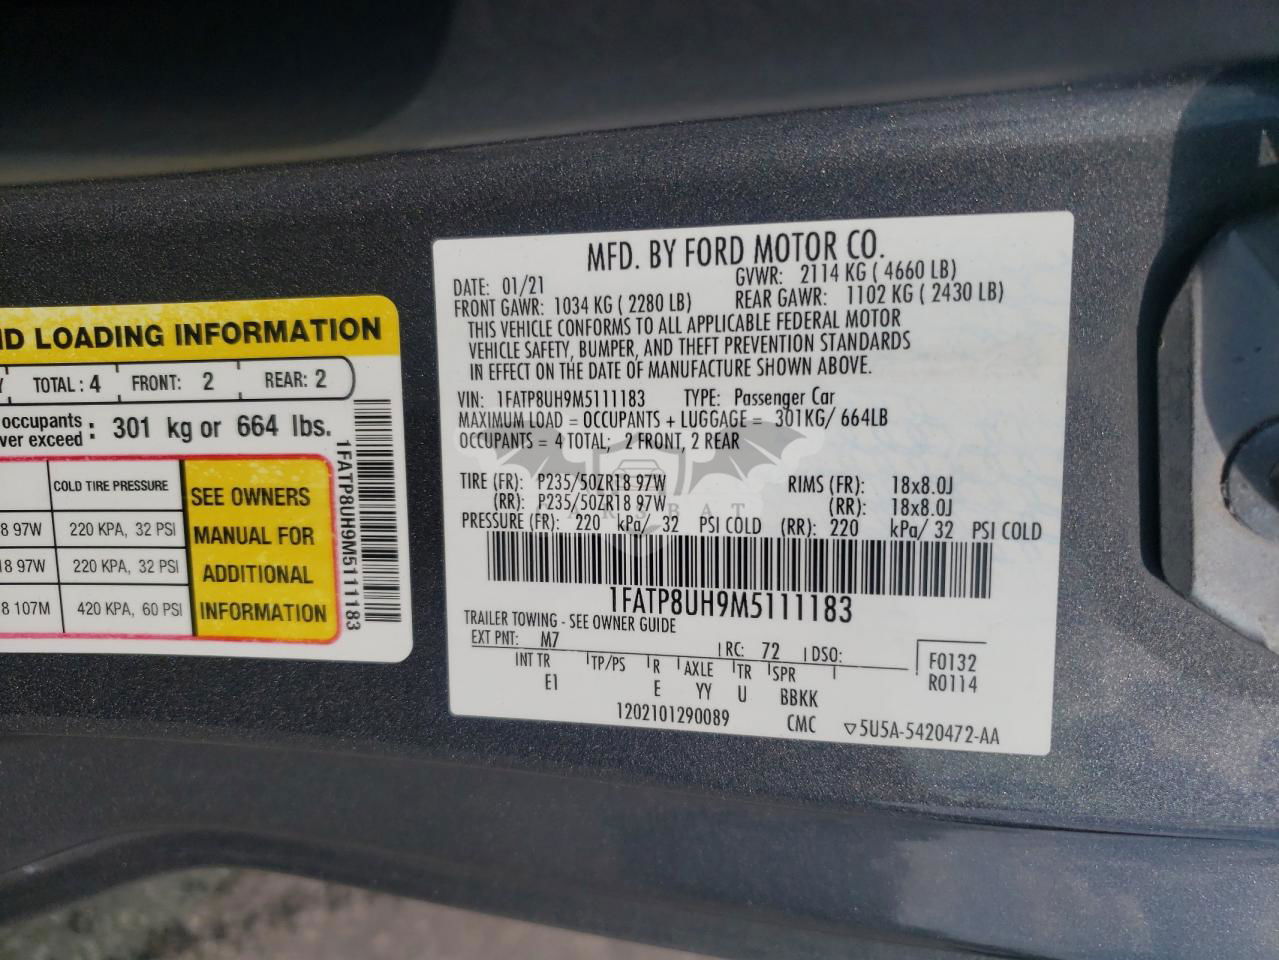 ND LOADING INFORMATION
Y TOTAL : 4 FRONT: 2 REAR: 2
occupants
ver exceed : 301 kg or 664 lbs.
COLD TIRE PRESSURE
8 97W 220 KPA, 32 PSI
18 97W 220 KPA, 32 PSI
8 107M 420 KPA, 60 PSI
SEE OWNERS
MANUAL FOR
ADDITIONAL
INFORMATION
1FATP8UH9M5111183
MFD. BY FORD MOTOR CO.
DATE: 01/21 GVWR: 2114 KG ( 4660 LB)
FRONT GAWR: 1034 KG ( 2280 LB) REAR GAWR: 1102 KG ( 2430 LB)
THIS VEHICLE CONFORMS TO ALL APPLICABLE FEDERAL MOTOR
VEHICLE SAFETY, BUMPER, AND THEFT PREVENTION STANDARDS
IN EFFECT ON THE DATE OF MANUFACTURE SHOWN ABOVE.
VIN: 1FATP8UH9M5111183 TYPE: Passenger Car
MAXIMUM LOAD = OCCUPANTS + LUGGAGE = 301KG/ 664LB
OCCUPANTS = 4 TOTAL; 2 FRONT, 2 REAR
TIRE (FR): P235/50ZR18 97W RIMS (FR): 18x8.0J
(RR): P235/50ZR18 97W (RR): 18x8.0J
CARSBAT
PRESSURE (FR): 220 kPa/ 32 PSI COLD (RR): 220 kPa/ 32 PSI COLD
1FATP8UH9M5111183
TRAILER TOWING - SEE OWNER GUIDE
EXT PNT: M7 RC: 72 DSO:
INT TR TP/PS R AXLE TR SPR F0132
E1 E YY U BBKK R0114
1202101290089 CMC ▽5U5A-5420472-AA